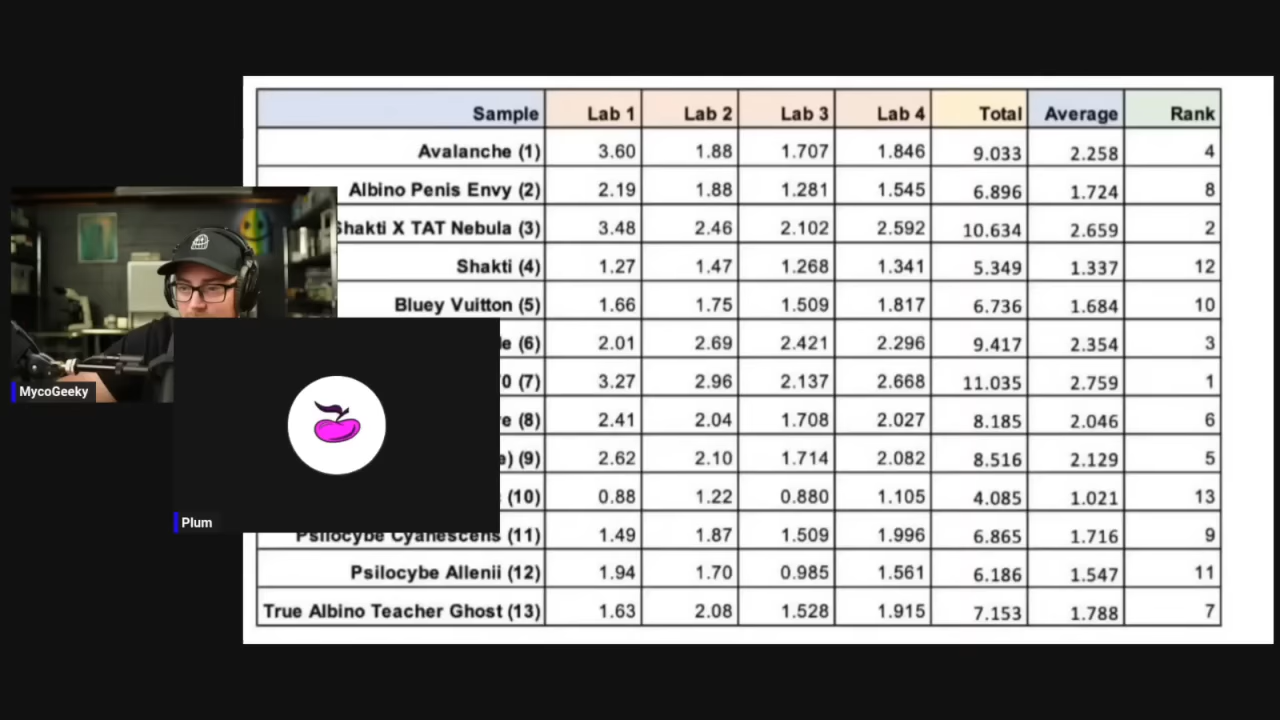 Sample Lab 1 Lab 2 Lab 3 Lab 4 Total Average Rank
Avalanche (1) 3.60 1.88 1.707 1.846 9.033 2.258 4
Albino Penis Envy (2) 2.19 1.88 1.281 1.545 6.896 1.724 8
Shakti X TAT Nebula (3) 3.48 2.46 2.102 2.592 10.634 2.659 2
Shakti (4) 1.27 1.47 1.268 1.341 5.349 1.337 12
Bluey Vuitton (5) 1.66 1.75 1.509 1.817 6.736 1.684 10
(6) 2.01 2.69 2.421 2.296 9.417 2.354 3
(7) 3.27 2.96 2.137 2.668 11.035 2.759 1
(8) 2.41 2.04 1.708 2.027 8.185 2.046 6
(9) 2.62 2.10 1.714 2.082 8.516 2.129 5
(10) 0.88 1.22 0.880 1.105 4.085 1.021 13
Psilocybe Cyanescens (11) 1.49 1.87 1.509 1.996 6.865 1.716 9
Psilocybe Allenii (12) 1.94 1.70 0.985 1.561 6.186 1.547 11
True Albino Teacher Ghost (13) 1.63 2.08 1.528 1.915 7.153 1.788 7
MycoGeeky
Plum